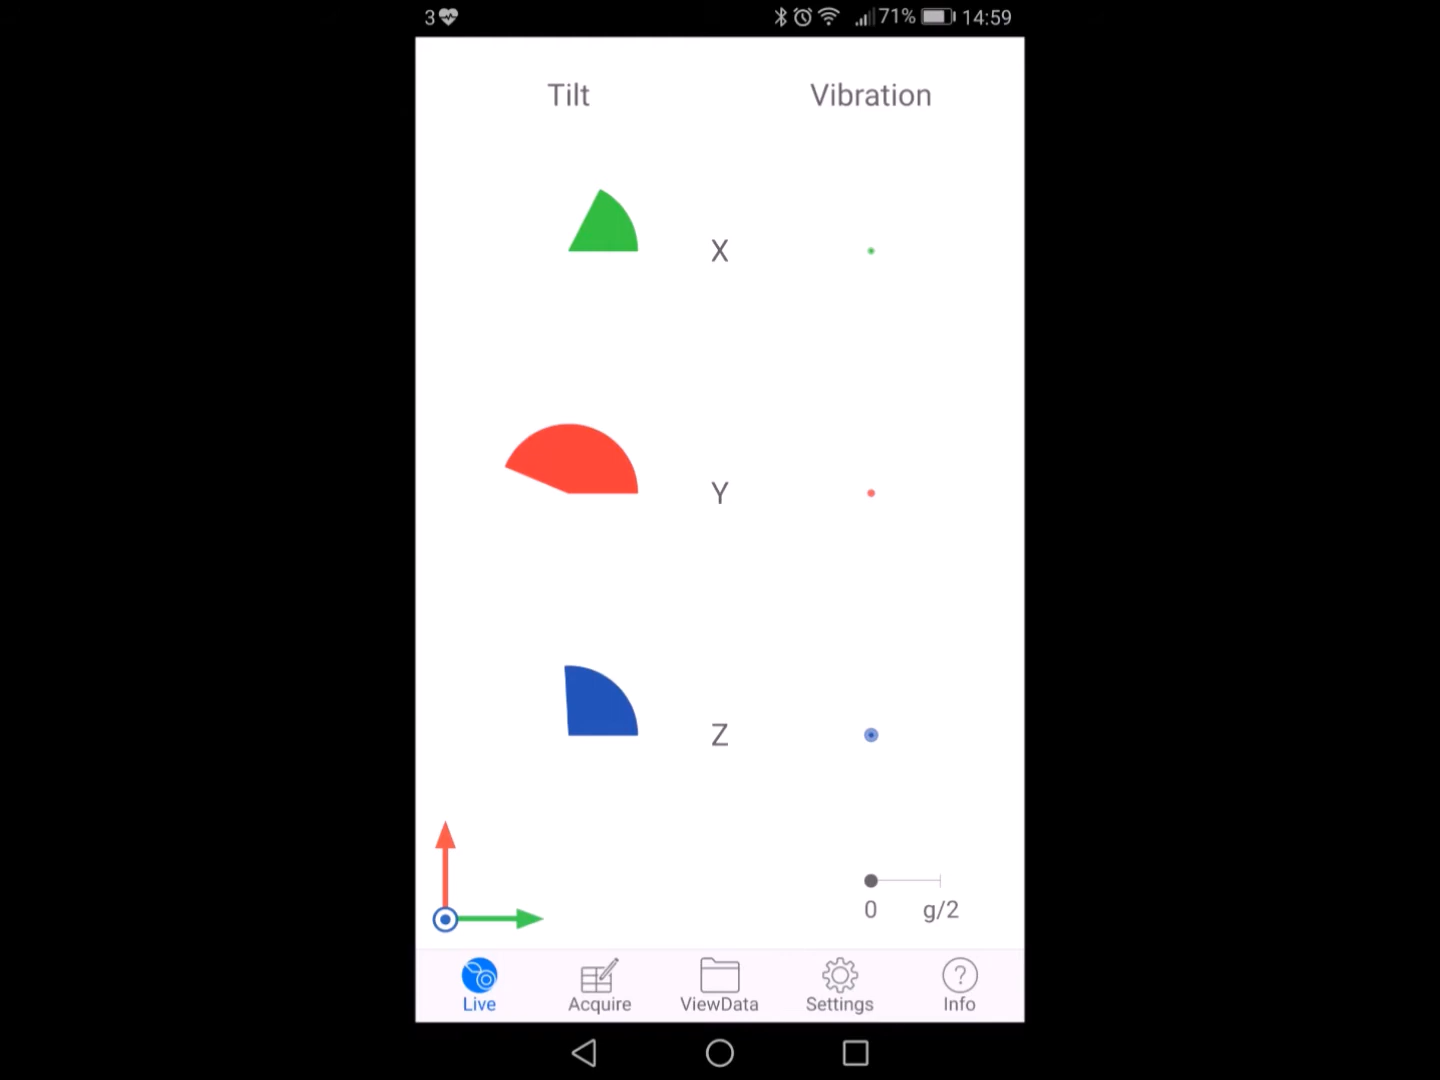 3 71% 14:59
Tilt Vibration
X
Y
Z
0 g/2
Live Acquire ViewData Settings ? Info